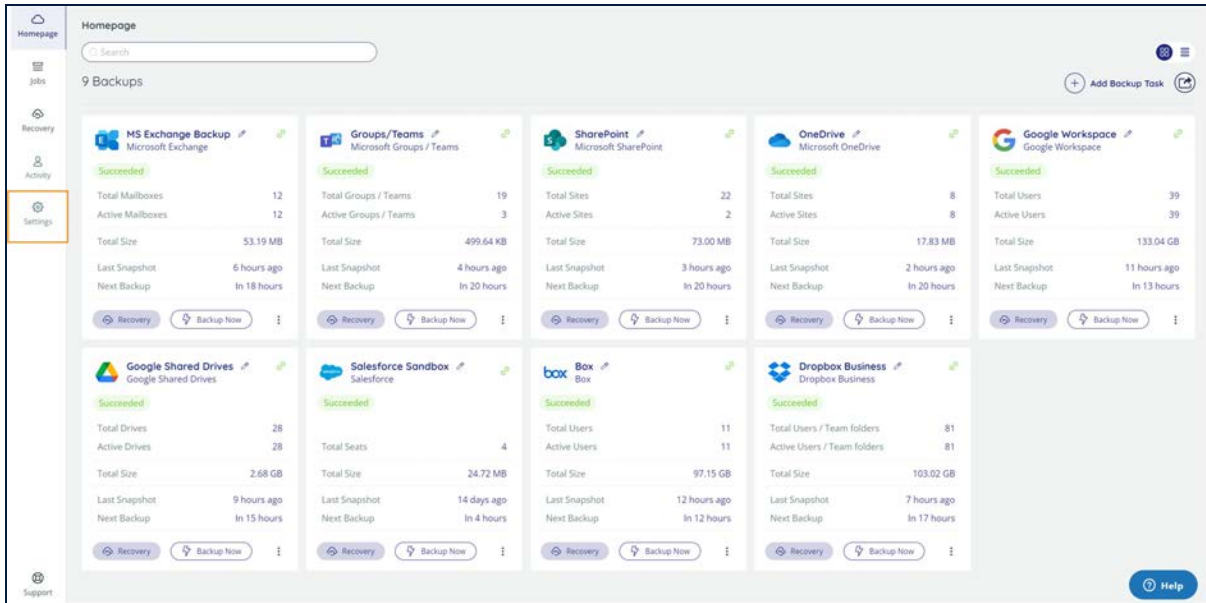 Homepage
Jobs
Recovery
Activity
Settings
Support
Homepage
Search
9 Backups
Add Backup Task
MS Exchange Backup
Microsoft Exchange
Succeeded
Total Mailboxes 12
Active Mailboxes 12
Total Size 53.19 MB
Last Snapshot 6 hours ago
Next Backup In 18 hours
Recovery Backup Now
Groups/Teams
Microsoft Groups / Teams
Succeeded
Total Groups / Teams 19
Active Groups / Teams 3
Total Size 499.64 KB
Last Snapshot 4 hours ago
Next Backup In 20 hours
Recovery Backup Now
SharePoint
Microsoft SharePoint
Succeeded
Total Sites 22
Active Sites 2
Total Size 73.00 MB
Last Snapshot 3 hours ago
Next Backup In 20 hours
Recovery Backup Now
OneDrive
Microsoft OneDrive
Succeeded
Total Sites 8
Active Sites 8
Total Size 17.83 MB
Last Snapshot 2 hours ago
Next Backup In 20 hours
Recovery Backup Now
Google Workspace
Google Workspace
Succeeded
Total Users 39
Active Users 39
Total Size 133.04 GB
Last Snapshot 11 hours ago
Next Backup In 13 hours
Recovery Backup Now
Google Shared Drives
Google Shared Drives
Succeeded
Total Drives 28
Active Drives 28
Total Size 2.68 GB
Last Snapshot 9 hours ago
Next Backup In 15 hours
Recovery Backup Now
Salesforce Sandbox
Salesforce
Succeeded
Total Seats 4
Total Size 24.72 MB
Last Snapshot 14 days ago
Next Backup In 4 hours
Recovery Backup Now
box Box
Box
Succeeded
Total Users 11
Active Users 11
Total Size 97.15 GB
Last Snapshot 12 hours ago
Next Backup In 12 hours
Recovery Backup Now
Dropbox Business
Dropbox Business
Succeeded
Total Users / Team folders 81
Active Users / Team folders 81
Total Size 103.02 GB
Last Snapshot 7 hours ago
Next Backup In 17 hours
Recovery Backup Now
Help